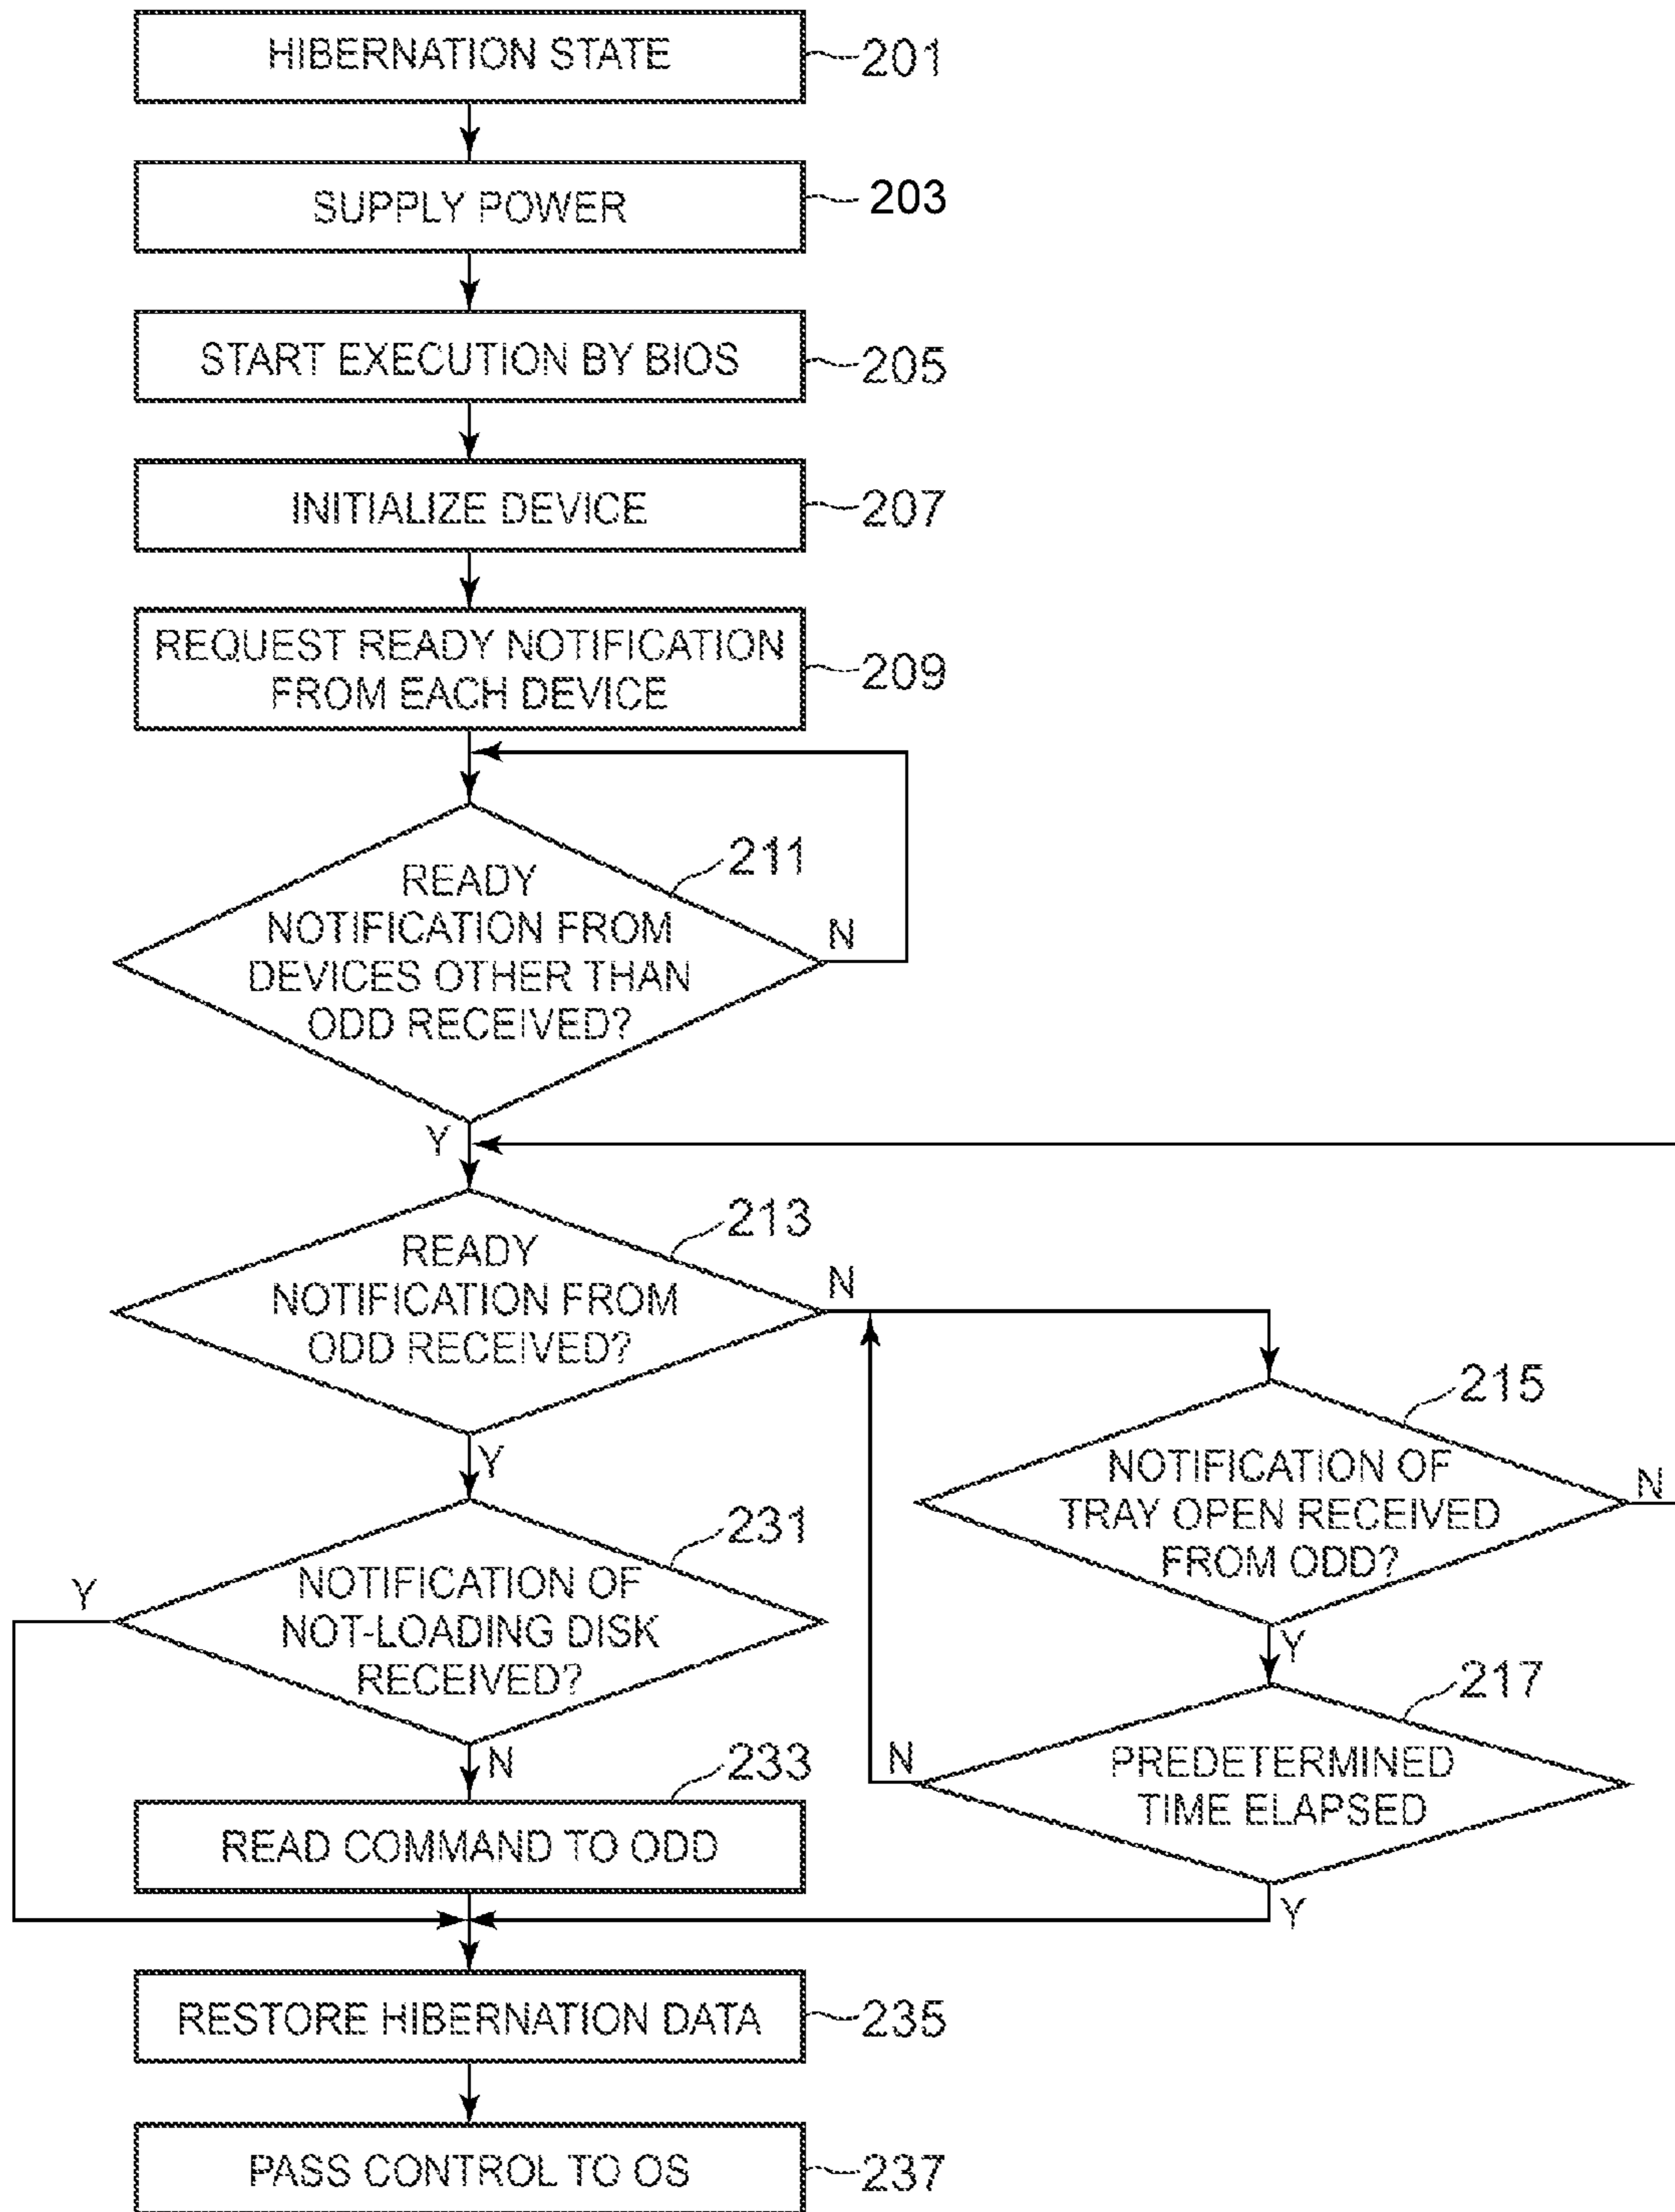 HIBERNATION STATE
201
SUPPLY POWER
203
START EXECUTION BY BIOS
205
INITIALIZE DEVICE
207
REQUEST READY NOTIFICATION
FROM EACH DEVICE
209
211
READY
NOTIFICATION FROM
DEVICES OTHER THAN
ODD RECEIVED?
N
Y
213
READY
NOTIFICATION FROM
ODD RECEIVED?
N
Y
215
NOTIFICATION OF
TRAY OPEN RECEIVED
FROM ODD?
N
Y
231
NOTIFICATION OF
NOT-LOADING DISK
RECEIVED?
Y
N
217
PREDETERMINED
TIME ELAPSED
N
Y
233
READ COMMAND TO ODD
RESTORE HIBERNATION DATA
235
PASS CONTROL TO OS
237